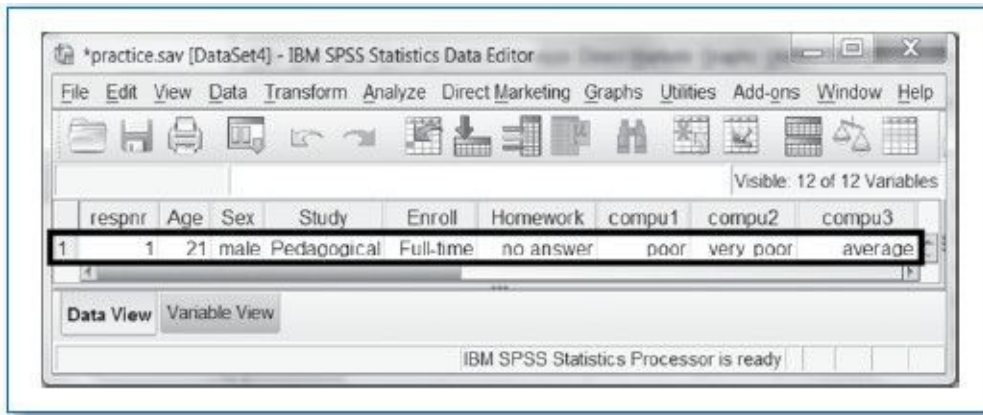 *practice.sav [DataSet4] - IBM SPSS Statistics Data Editor
File Edit View Data Transform Analyze Direct Marketing Graphs Utilities Add-ons Window Help
Visible: 12 of 12 Variables
respnr Age Sex Study Enroll Homework compu1 compu2 compu3
1 1 21 male Pedagogical Full-time no answer poor very poor average
Data View Variable View
IBM SPSS Statistics Processor is ready